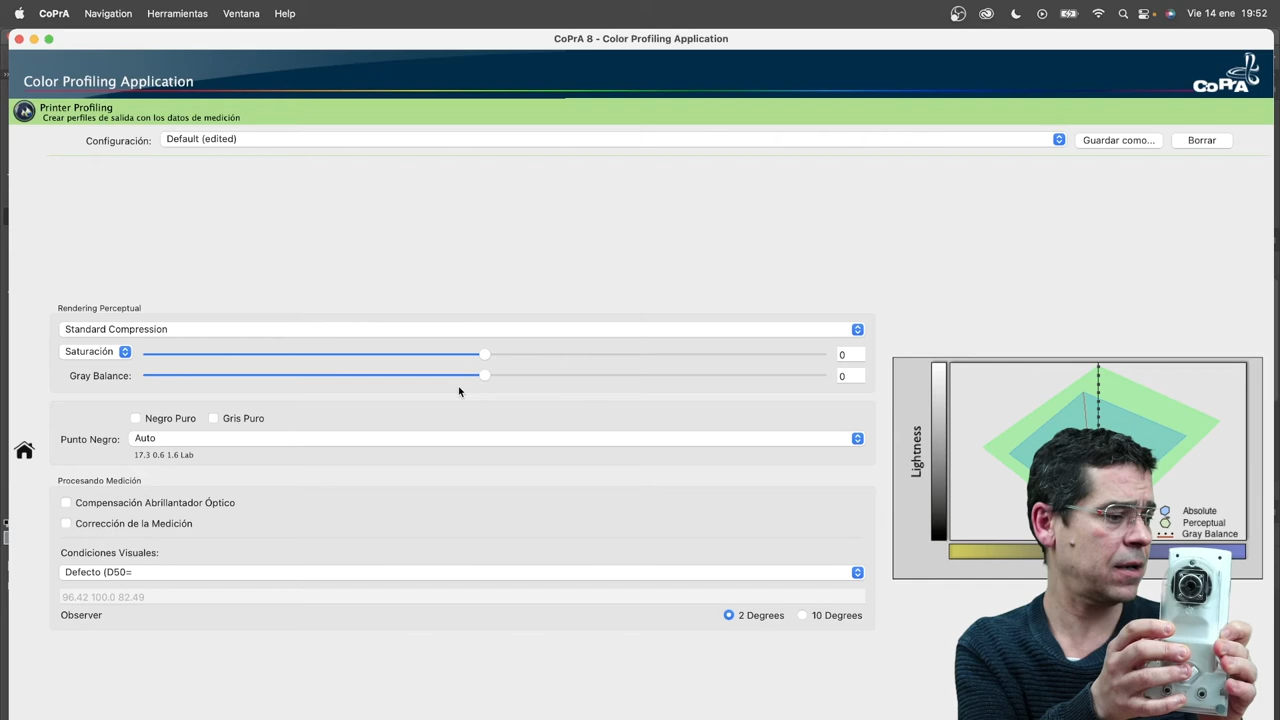 CoPrA Navigation Herramientas Ventana Help Vie 14 ene 19:52
CoPrA 8 - Color Profiling Application
Color Profiling Application
CoPrA
Printer Profiling
Crear perfiles de salida con los datos de medición
Configuración: Default (edited) Guardar como... Borrar
Rendering Perceptual
Standard Compression
Saturación 0
Gray Balance: 0
Negro Puro Gris Puro
Punto Negro: Auto
17.3 0.6 1.6 Lab
Procesando Medición
Compensación Abrillantador Óptico
Corrección de la Medición
Condiciones Visuales:
Defecto (D50=
96.42 100.0 82.49
Observer 2 Degrees 10 Degrees
Lightness
Absolute
Perceptual
Gray Balance